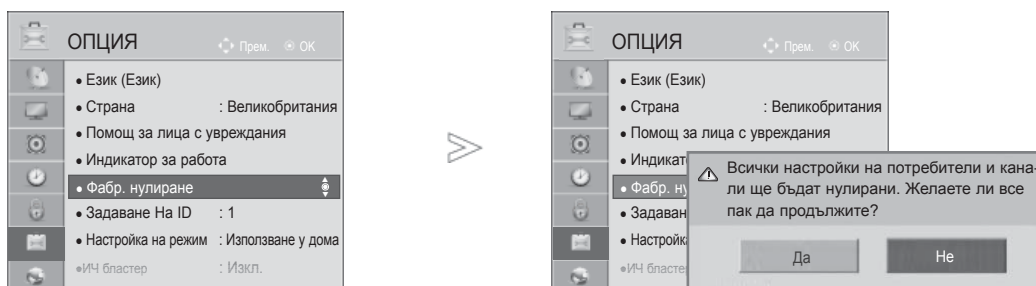 ОПЦИЯ Прем. OK
• Език (Език)
• Страна : Великобритания
• Помощ за лица с увреждания
• Индикатор за работа
• Фабр. нулиране
• Задаване На ID : 1
• Настройка на режим : Използване у дома
•ИЧ бластер : Изкл.
ОПЦИЯ Прем. OK
• Език (Език)
• Страна : Великобритания
• Помощ за лица с увреждания
• Индикат
• Фабр. ну
• Задаван
• Настройк
•ИЧ бласте
Всички настройки на потребители и кана-
ли ще бъдат нулирани. Желаете ли все
пак да продължите?
Да Не